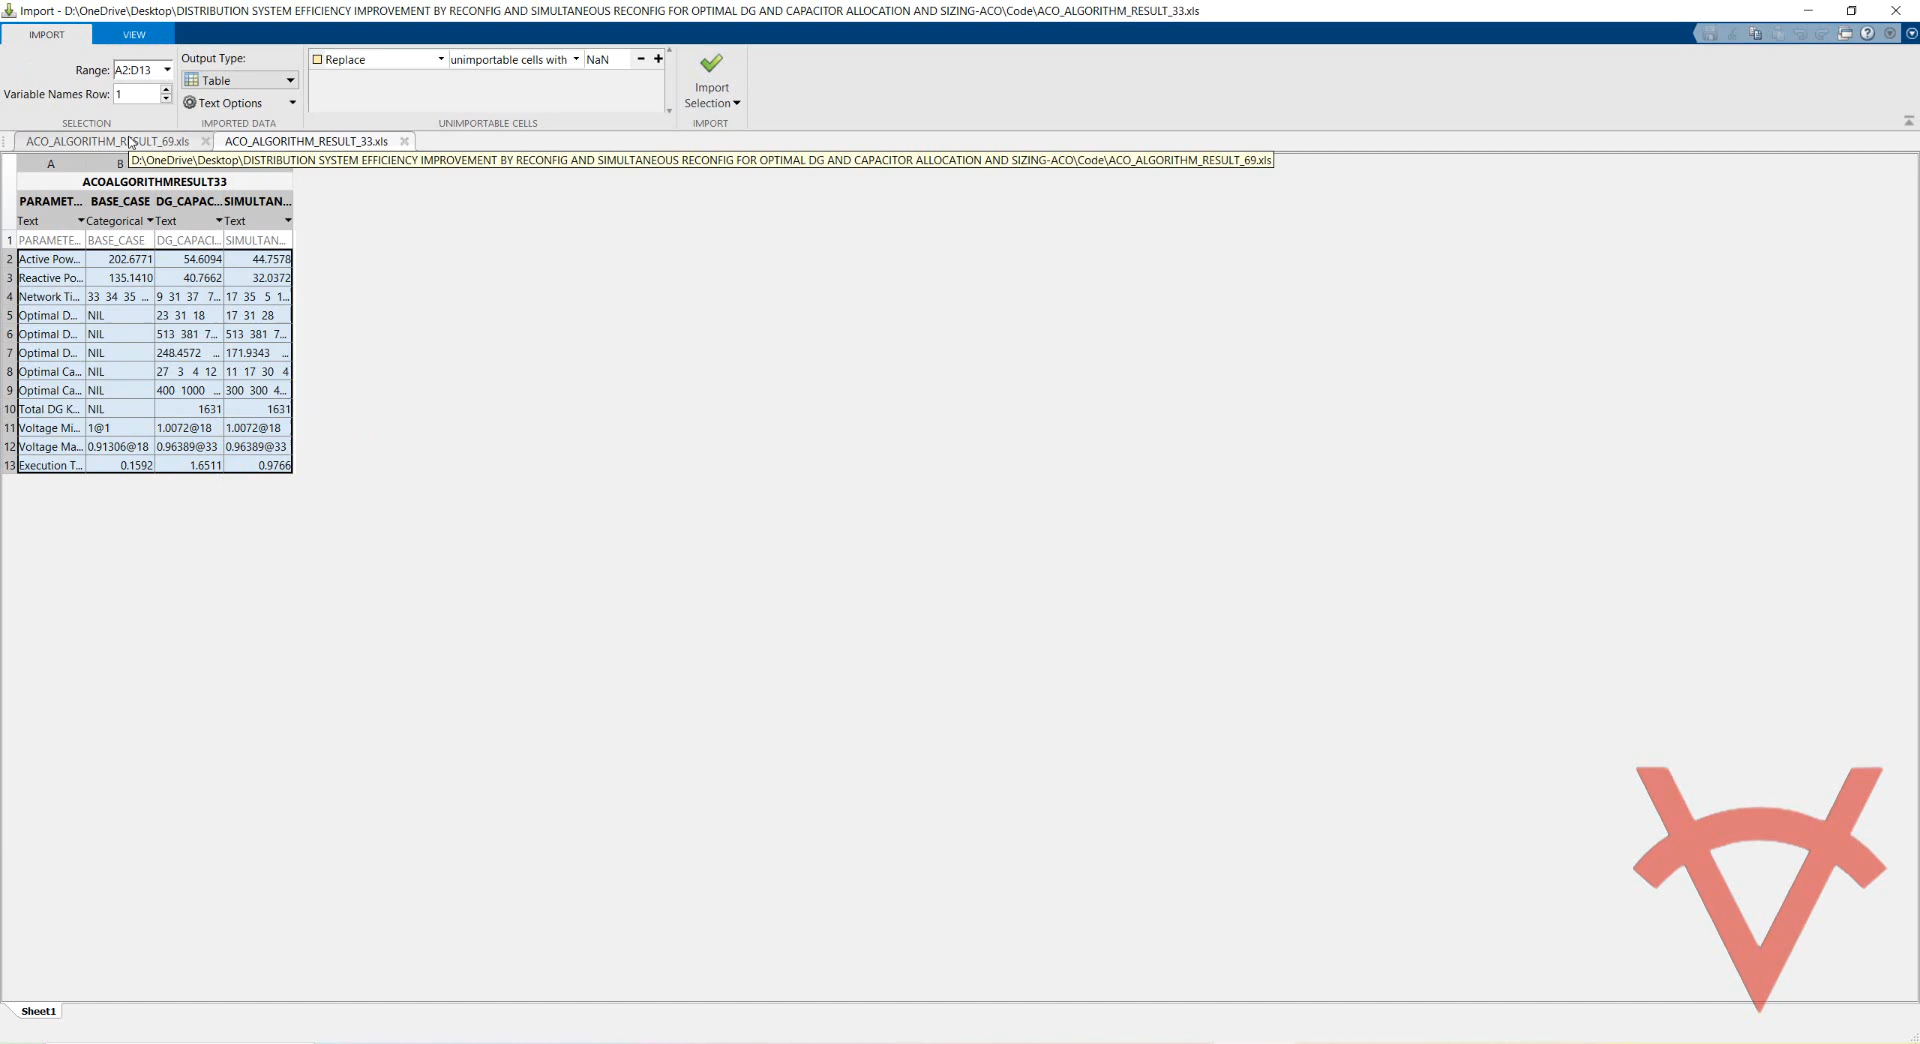 Import - D:\OneDrive\Desktop\DISTRIBUTION SYSTEM EFFICIENCY IMPROVEMENT BY RECONFIG AND SIMULTANEOUS RECONFIG FOR OPTIMAL DG AND CAPACITOR ALLOCATION AND SIZING-ACO\Code\ACO_ALGORITHM_RESULT_33.xls
IMPORT VIEW
Range: A2:D13
Variable Names Row: 1
SELECTION
Output Type:
Table
Text Options
IMPORTED DATA
Replace unimportable cells with NaN
UNIMPORTABLE CELLS
Import
Selection
IMPORT
ACO_ALGORITHM_RESULT_69.xls ACO_ALGORITHM_RESULT_33.xls
D:\OneDrive\Desktop\DISTRIBUTION SYSTEM EFFICIENCY IMPROVEMENT BY RECONFIG AND SIMULTANEOUS RECONFIG FOR OPTIMAL DG AND CAPACITOR ALLOCATION AND SIZING-ACO\Code\ACO_ALGORITHM_RESULT_69.xls
A B
ACOALGORITHMRESULT33
PARAMET... BASE_CASE DG_CAPAC... SIMULTAN...
Text Categorical Text Text
1 PARAMETE... BASE_CASE DG_CAPACI... SIMULTAN...
2 Active Pow... 202.6771 54.6094 44.7578
3 Reactive Po... 135.1410 40.7662 32.0372
4 Network Ti... 33 34 35 ... 9 31 37 7... 17 35 5 1...
5 Optimal D... NIL 23 31 18 17 31 28
6 Optimal D... NIL 513 381 7... 513 381 7...
7 Optimal D... NIL 248.4572 ... 171.9343 ...
8 Optimal Ca... NIL 27 3 4 12 11 17 30 4
9 Optimal Ca... NIL 400 1000 ... 300 300 4...
10 Total DG K... NIL 1631 1631
11 Voltage Mi... 1@1 1.0072@18 1.0072@18
12 Voltage Ma... 0.91306@18 0.96389@33 0.96389@33
13 Execution T... 0.1592 1.6511 0.9766
Sheet1